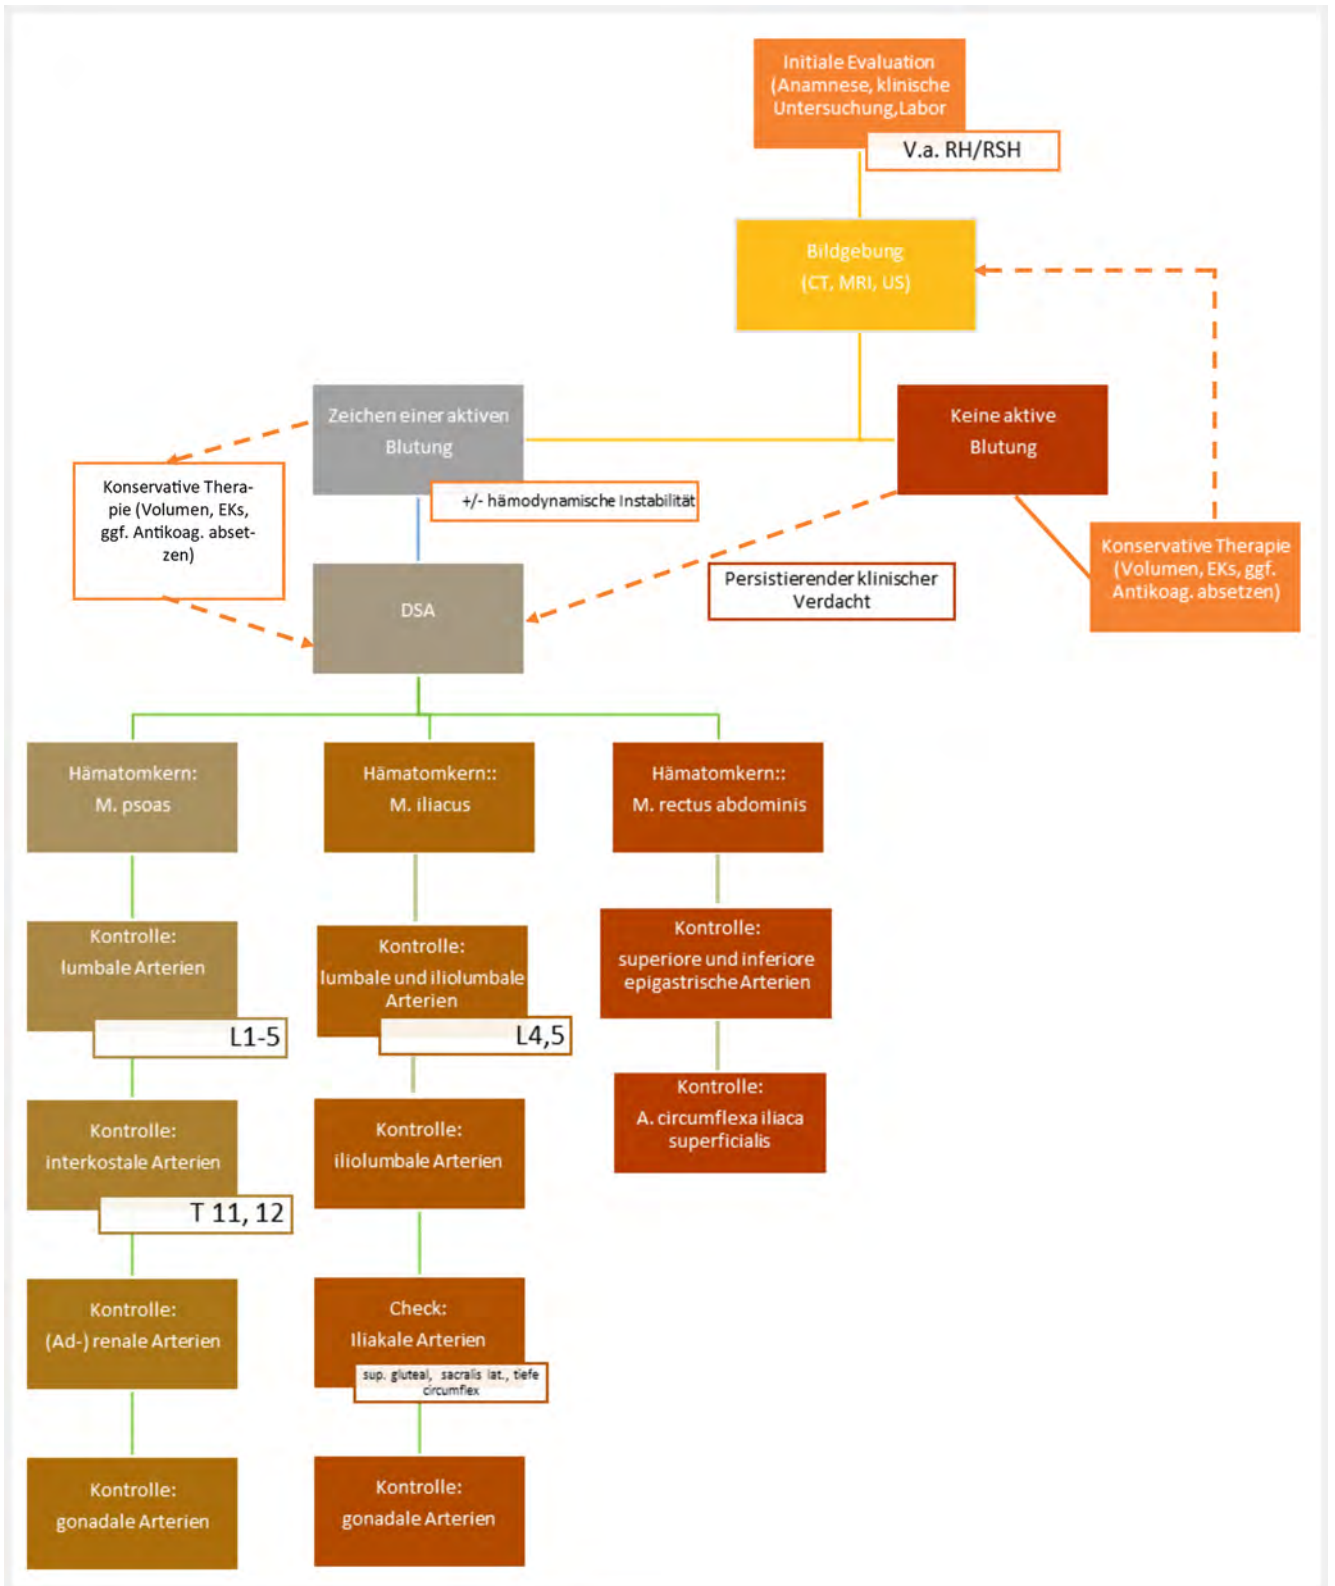 Initiale Evaluation
(Anamnese, klinische
Untersuchung,Labor
V.a. RH/RSH
Bildgebung
(CT, MRI, US)
Zeichen einer aktiven
Blutung
+/- hämodynamische Instabilität
Keine aktive
Blutung
Konservative Thera-
pie (Volumen, EKs,
ggf. Antikoag. abset-
zen)
Konservative Therapie
(Volumen, EKs, ggf.
Antikoag. absetzen)
Persistierender klinischer
Verdacht
DSA
Hämatomkern:
M. psoas
Kontrolle:
lumbale Arterien
L1-5
Kontrolle:
interkostale Arterien
T 11, 12
Kontrolle:
(Ad-) renale Arterien
Kontrolle:
gonadale Arterien
Hämatomkern::
M. iliacus
Kontrolle:
lumbale und iliolumbale
Arterien
L4,5
Kontrolle:
iliolumbale Arterien
Check:
Iliakale Arterien
sup. gluteal, sacralis lat., tiefe
circumflex
Kontrolle:
gonadale Arterien
Hämatomkern::
M. rectus abdominis
Kontrolle:
superiore und inferiore
epigastrische Arterien
Kontrolle:
A. circumflexa iliaca
superficialis